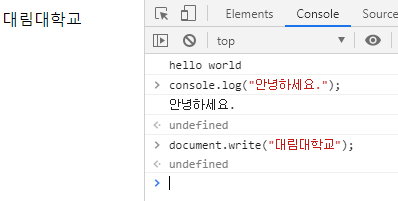 대림대학교
Elements Console Sources
top
hello world
console.log("안녕하세요.");
안녕하세요.
undefined
document.write("대림대학교");
undefined